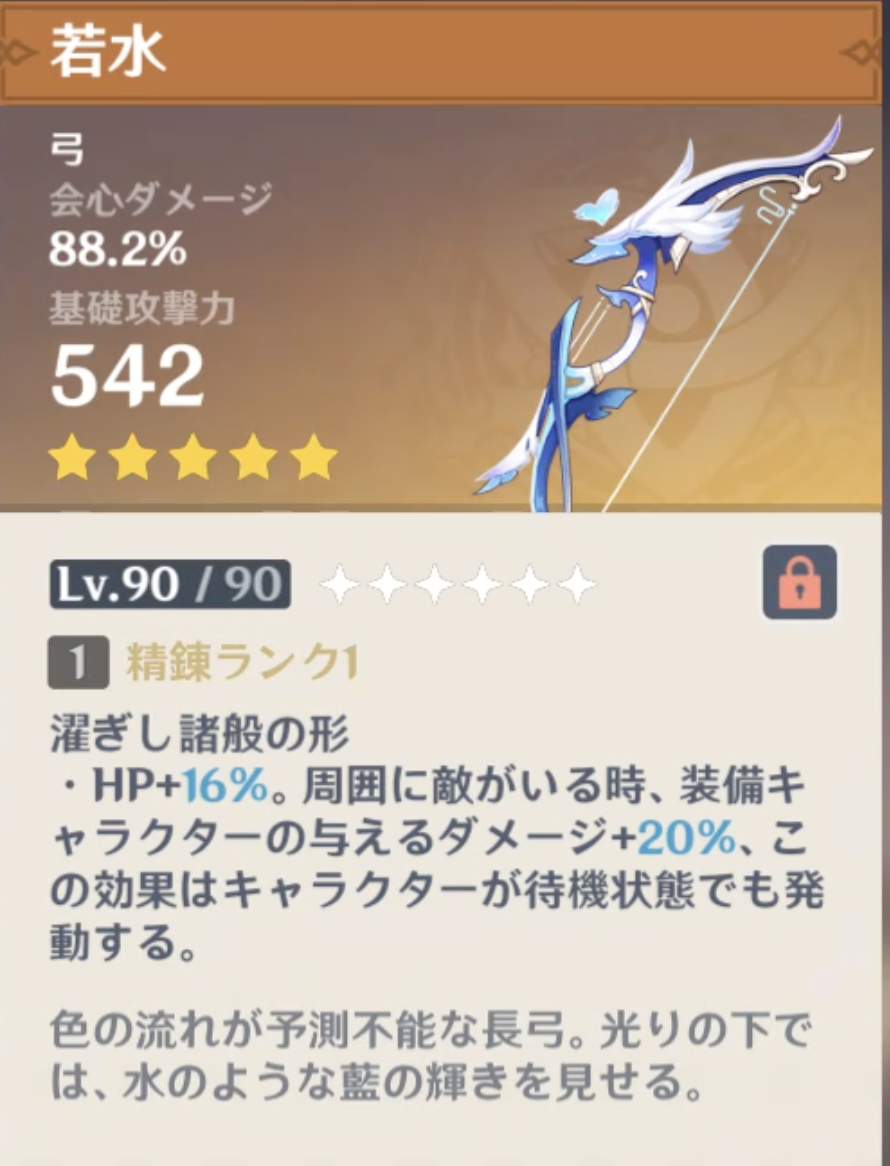 若水
弓
会心ダメージ
88.2%
基礎攻撃力
542
Lv.90 / 90
1 精錬ランク1
濯ぎし諸般の形
・HP+16%。周囲に敵がいる時、装備キ
ャラクターの与えるダメージ+20%、こ
の効果はキャラクターが待機状態でも発
動する。
色の流れが予測不能な長弓。光りの下で
は、水のような藍の輝きを見せる。